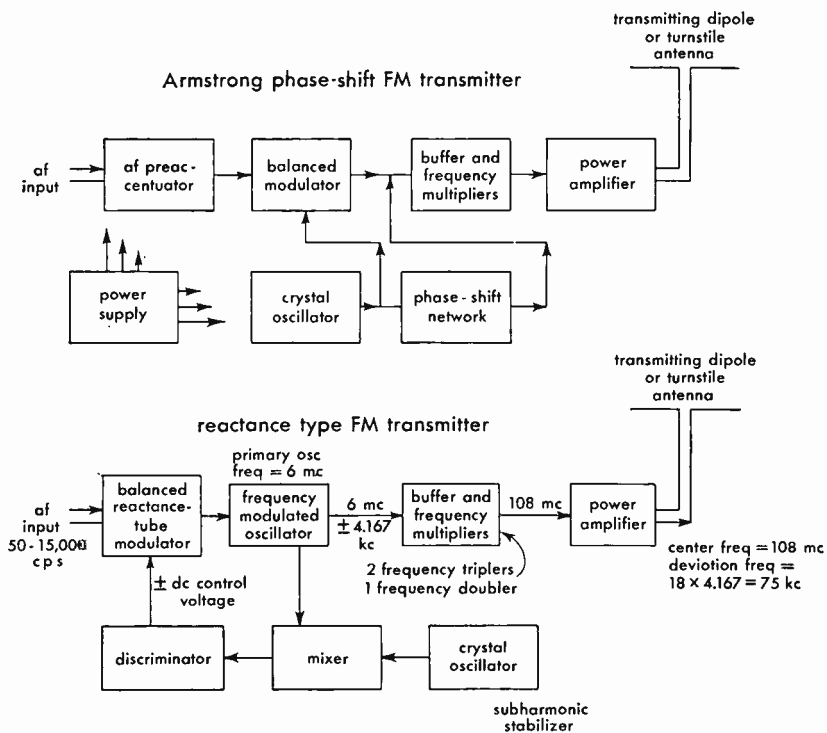 transmitting dipole
or turnstile
antenna
Armstrong phase-shift FM transmitter
af
input
af preac-
centuator
balanced
modulator
buffer and
frequency
multipliers
power
amplifier
power
supply
crystal
oscillator
phase-shift
network
transmitting dipole
or turnstile
antenna
reactance type FM transmitter
primary osc
freq = 6 mc
af
input
50-15,000
cps
balanced
reactance-
tube
modulator
frequency
modulated
oscillator
6 mc
± 4.167
kc
buffer and
frequency
multipliers
108 mc
power
amplifier
2 frequency triplers
1 frequency doubler
center freq = 108 mc
deviotion freq =
18 × 4.167 = 75 kc
± dc control
voltage
discriminator
mixer
crystal
oscillator
subharmonic
stabilizer